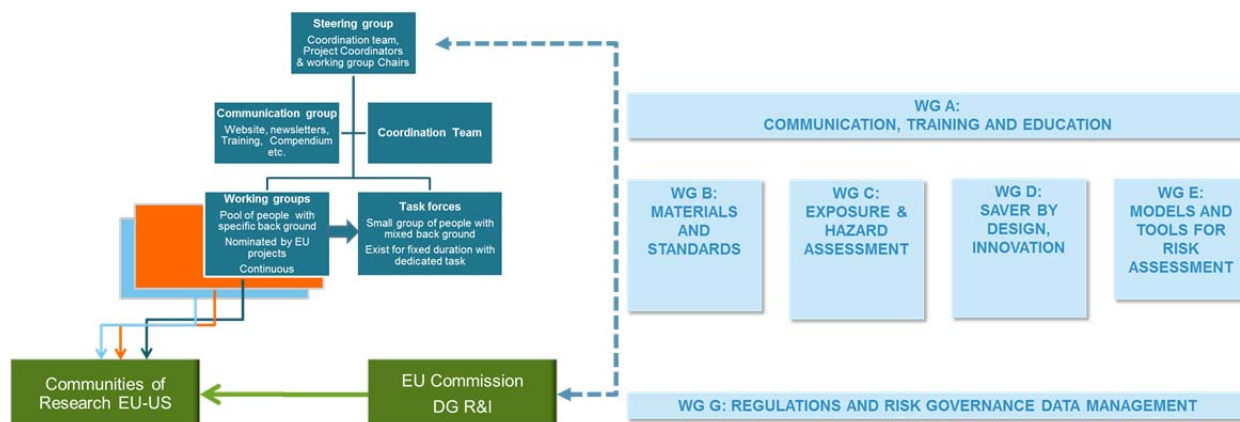 Steering group
Coordination team,
Project Coordinators
& working group Chairs
Communication group
Website, newsletters,
Training, Compendium
etc.
Coordination Team
Working groups
Pool of people with
specific back ground
Nominated by EU
projects
Continuous
Task forces
Small group of people with
mixed back ground
Exist for fixed duration with
dedicated task
Communities of
Research EU-US
EU Commission
DG R&I
WG A:
COMMUNICATION, TRAINING AND EDUCATION
WG B:
MATERIALS
AND
STANDARDS
WG C:
EXPOSURE &
HAZARD
ASSESSMENT
WG D:
SAVER BY
DESIGN,
INNOVATION
WG E:
MODELS AND
TOOLS FOR
RISK
ASSESSMENT
WG G: REGULATIONS AND RISK GOVERNANCE DATA MANAGEMENT